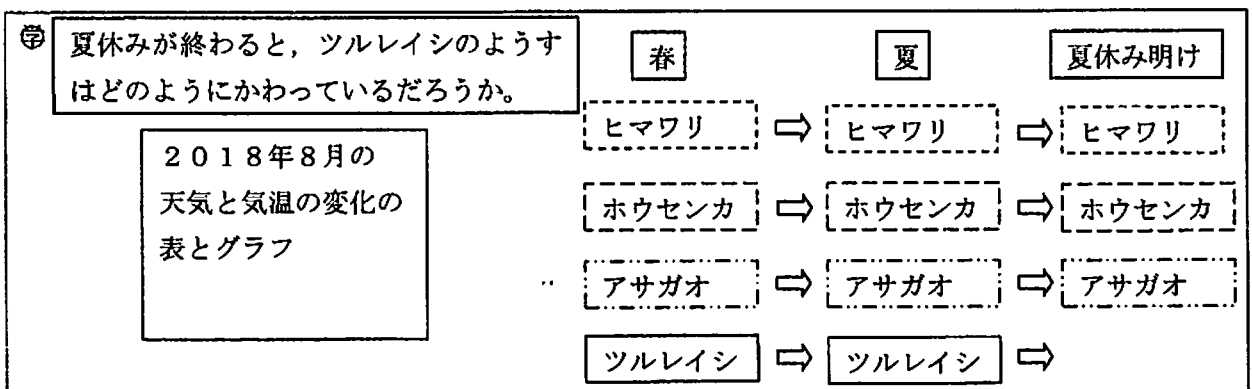 学 夏休みが終わると，ツルレイシのようす
はどのようにかわっているだろうか。
２０１８年８月の
天気と気温の変化の
表とグラフ
春 夏 夏休み明け
ヒマワリ ⇨ ヒマワリ ⇨ ヒマワリ
ホウセンカ ⇨ ホウセンカ ⇨ ホウセンカ
アサガオ ⇨ アサガオ ⇨ アサガオ
ツルレイシ ⇨ ツルレイシ ⇨